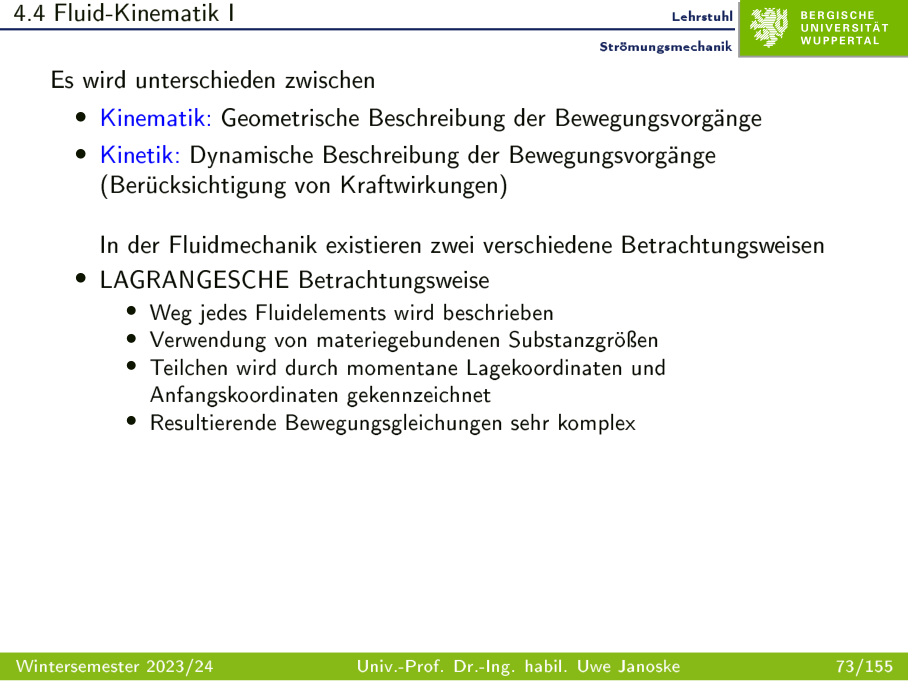 4.4 Fluid-Kinematik I
Lehrstuhl
Strömungsmechanik
BERGISCHE
UNIVERSITÄT
WUPPERTAL
Es wird unterschieden zwischen
• Kinematik: Geometrische Beschreibung der Bewegungsvorgänge
• Kinetik: Dynamische Beschreibung der Bewegungsvorgänge
(Berücksichtigung von Kraftwirkungen)
In der Fluidmechanik existieren zwei verschiedene Betrachtungsweisen
• LAGRANGESCHE Betrachtungsweise
• Weg jedes Fluidelements wird beschrieben
• Verwendung von materiegebundenen Substanzgrößen
• Teilchen wird durch momentane Lagekoordinaten und
Anfangskoordinaten gekennzeichnet
• Resultierende Bewegungsgleichungen sehr komplex
Wintersemester 2023/24
Univ.-Prof. Dr.-Ing. habil. Uwe Janoske
73/155